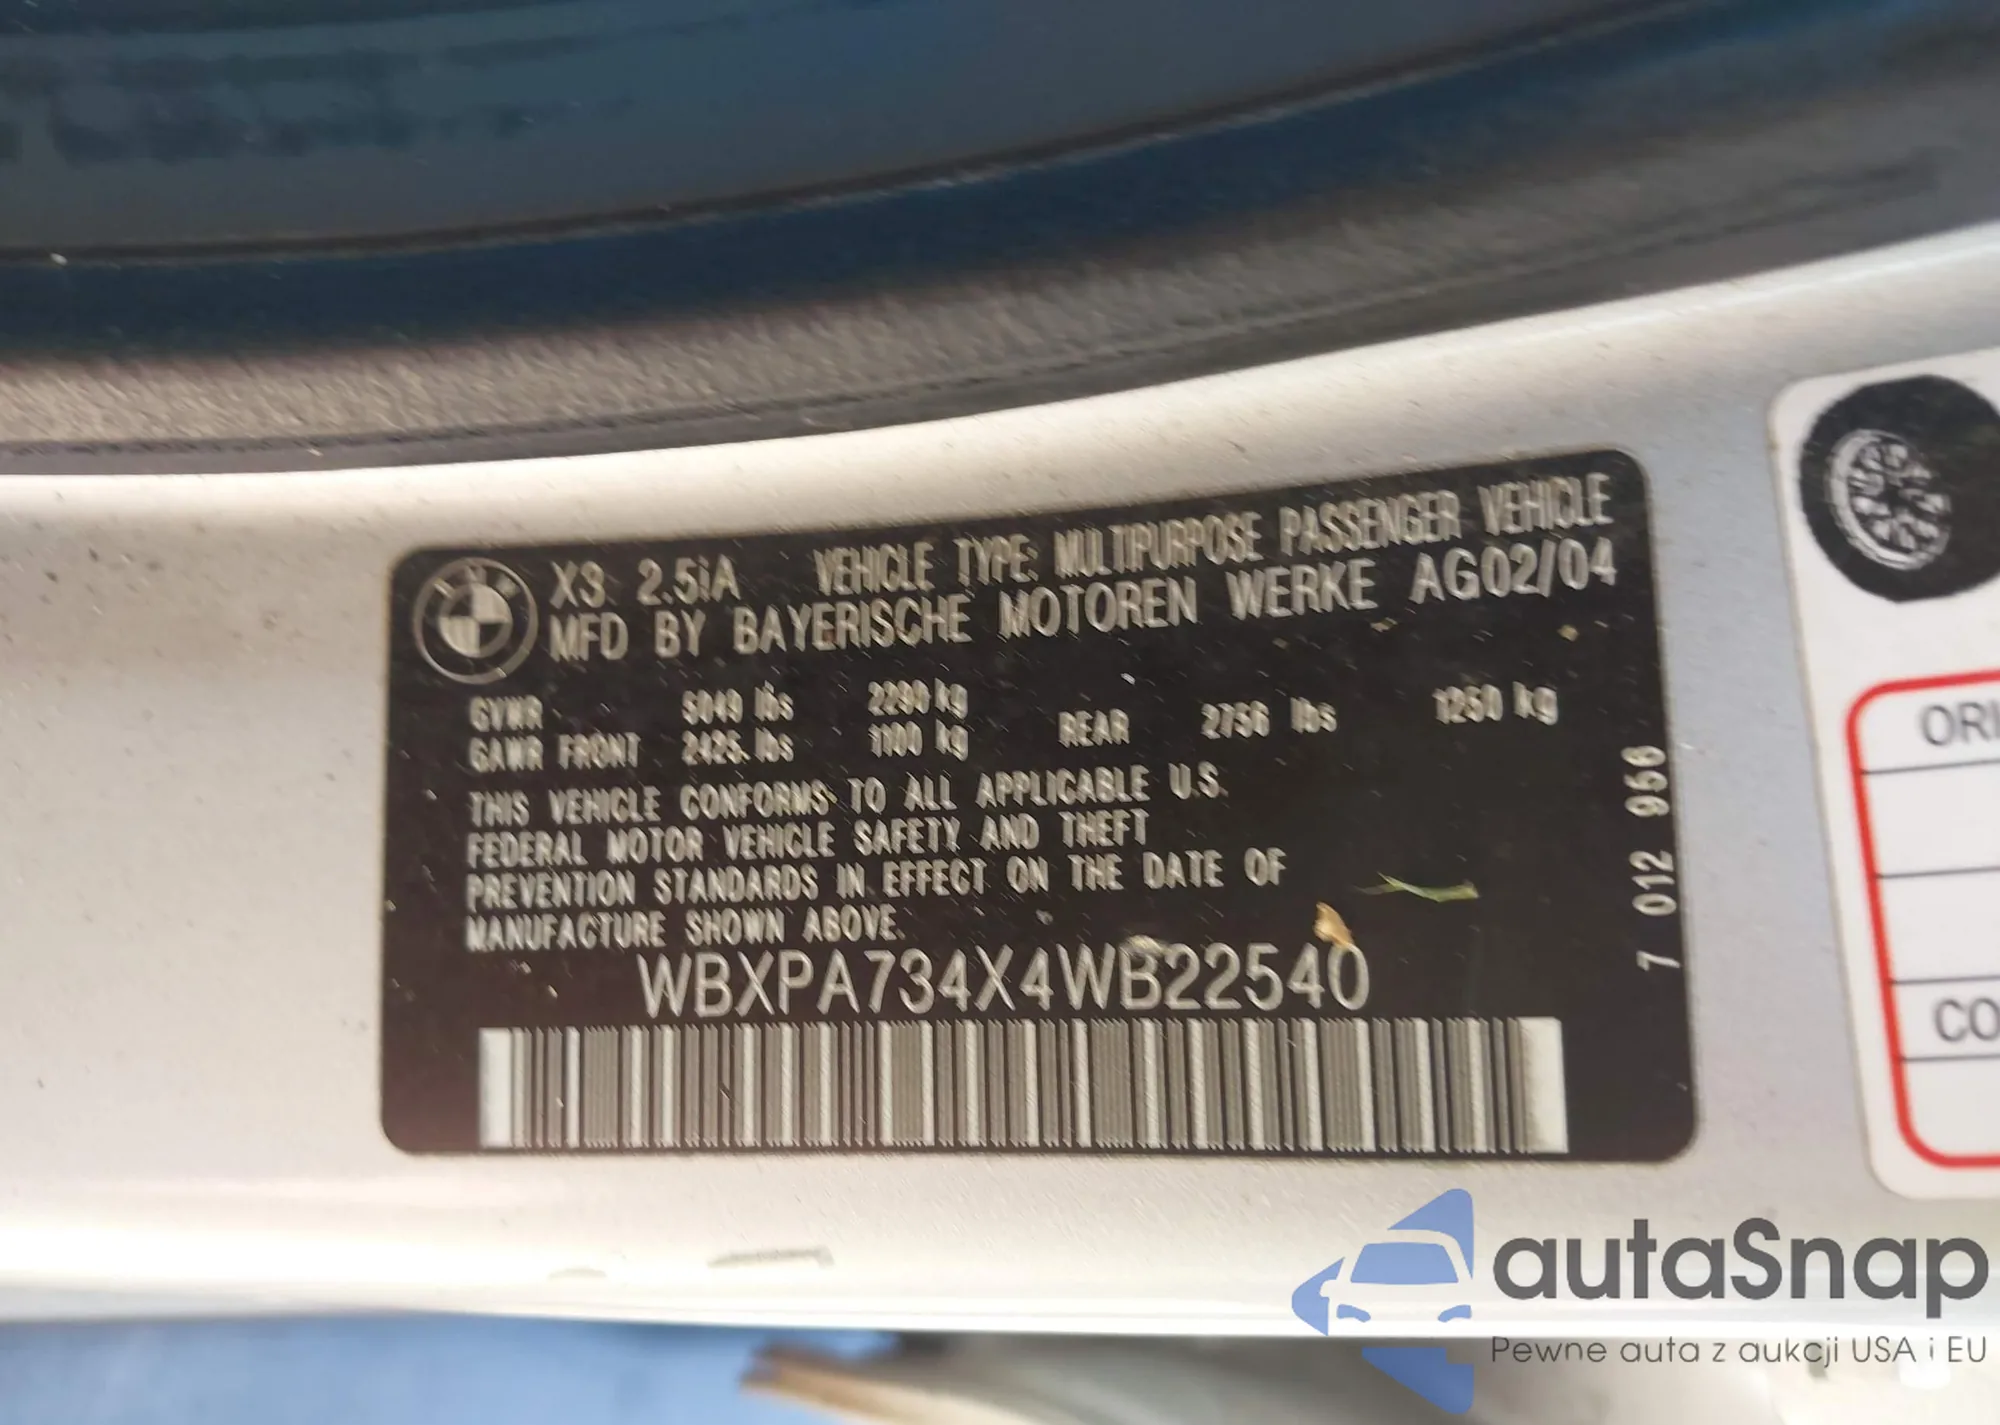 X3 2.5iA VEHICLE TYPE: MULTIPURPOSE PASSENGER VEHICLE
MFD BY BAYERISCHE MOTOREN WERKE AG02/04
GVWR 5049 lbs 2290 kg
GAWR FRONT 2425 lbs 1100 kg REAR 2756 lbs 1250 kg
THIS VEHICLE CONFORMS TO ALL APPLICABLE U.S.
FEDERAL MOTOR VEHICLE SAFETY AND THEFT
PREVENTION STANDARDS IN EFFECT ON THE DATE OF
MANUFACTURE SHOWN ABOVE.
WBXPA734X4WB22540
7 012 956
ORI
CO
autaSnap
Pewne auta z aukcji USA i EU